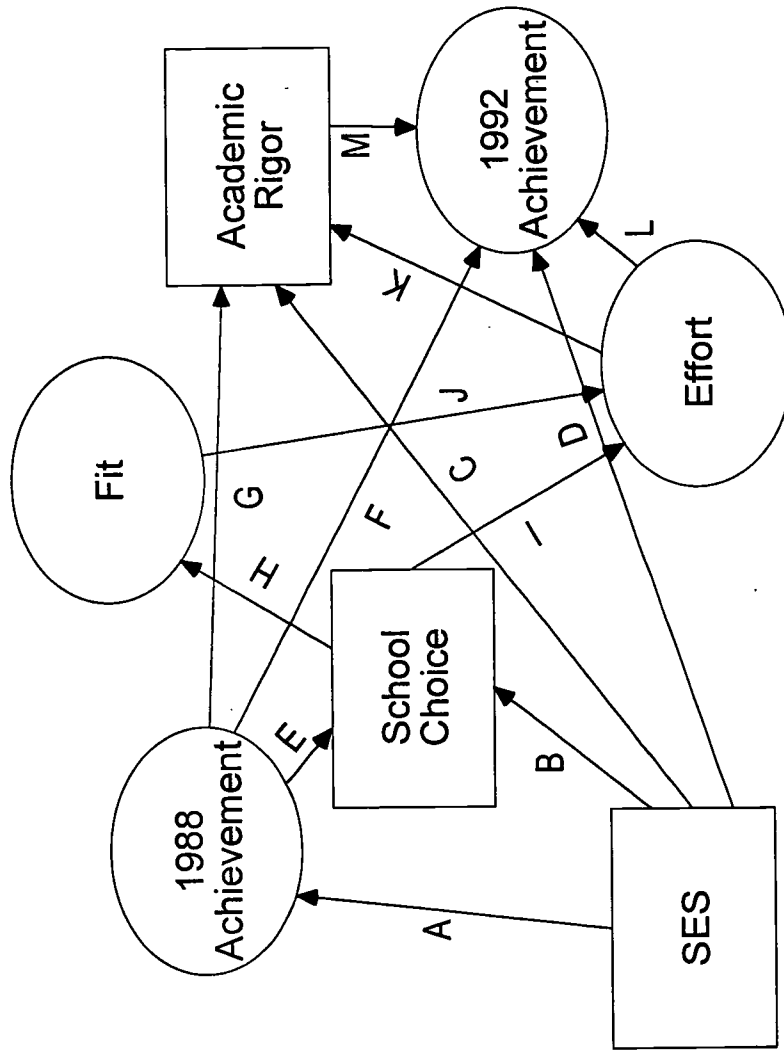 1988
Achievement
Fit
Academic
Rigor
G
H
E
F
J
K
M
A
School
Choice
C
I
B
D
1992
Achievement
L
SES
Effort